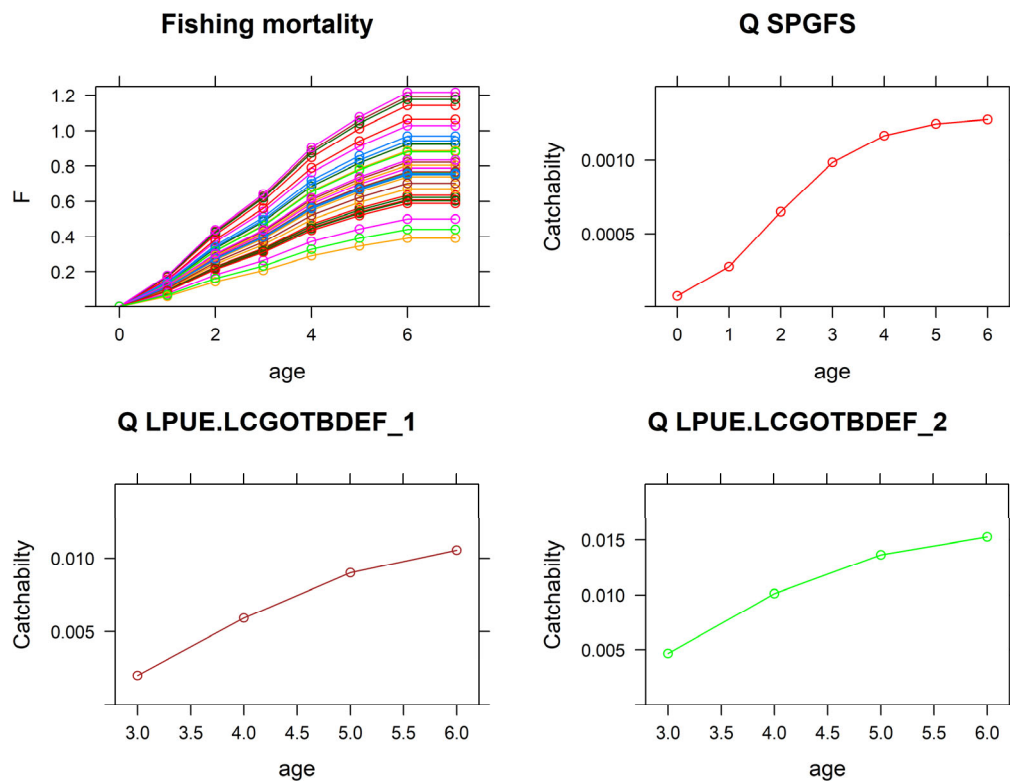 Fishing mortality
1.2
1.0
0.8
0.6
0.4
0.2
F
0 2 4 6
age
Q SPGFS
0.0010
0.0005
Catchabilty
0 1 2 3 4 5 6
age
Q LPUE.LCGOTBDEF_1
0.010
0.005
Catchabilty
3.0 3.5 4.0 4.5 5.0 5.5 6.0
age
Q LPUE.LCGOTBDEF_2
0.015
0.010
0.005
Catchabilty
3.0 3.5 4.0 4.5 5.0 5.5 6.0
age